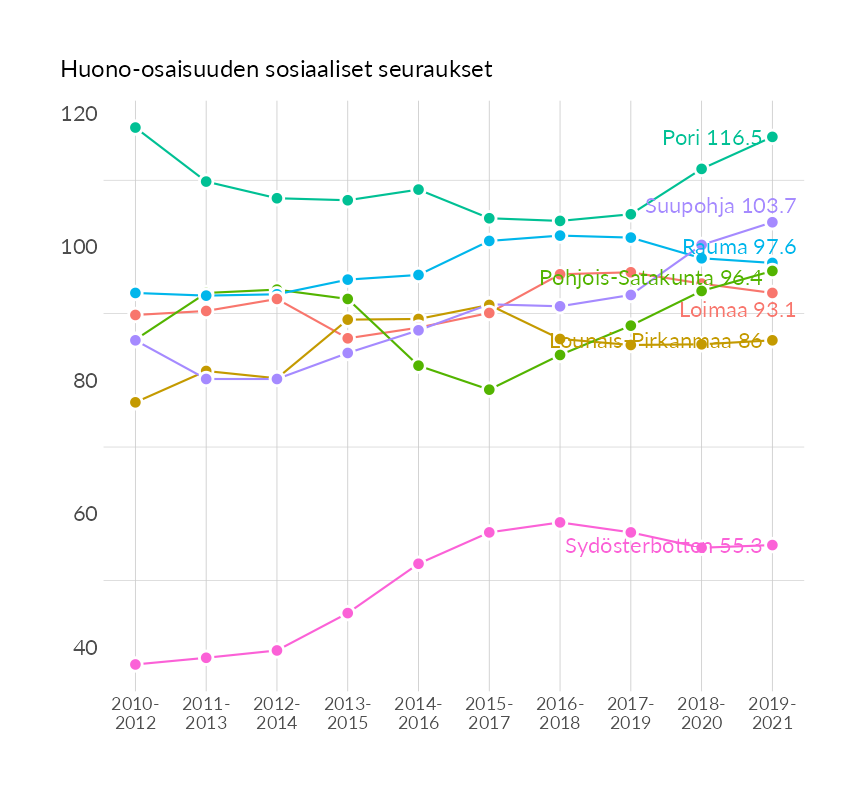 Huono-osaisuuden sosiaaliset seuraukset
120
100
80
60
40
Pori 116.5
Suupohja 103.7
Rauma 97.6
Pohjois-Satakunta 96.4
Loimaa 93.1
Lounais-Pirkanmaa 86
Sydösterbotten 55.3
2010-2012
2011-2013
2012-2014
2013-2015
2014-2016
2015-2017
2016-2018
2017-2019
2018-2020
2019-2021